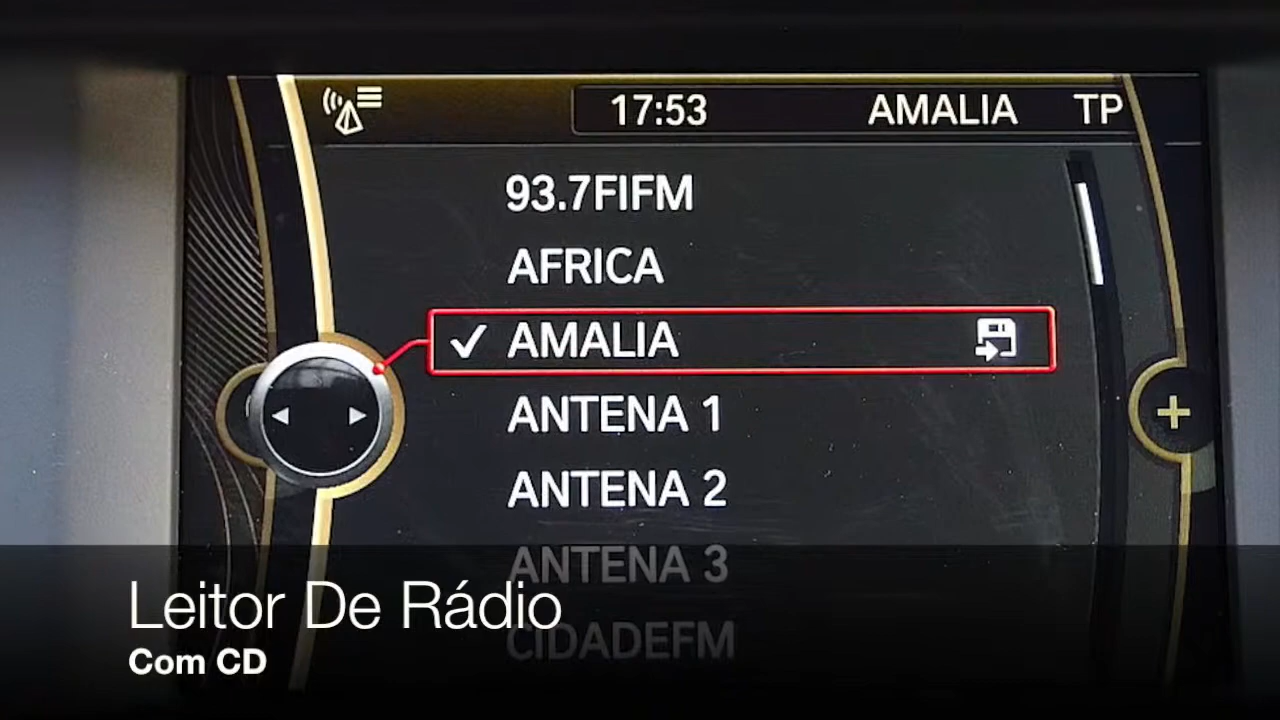 17:53 AMALIA TP
93.7FIFM
AFRICA
AMALIA
ANTENA 1
ANTENA 2
ANTENA 3
CIDADEFM
Leitor De Rádio
Com CD